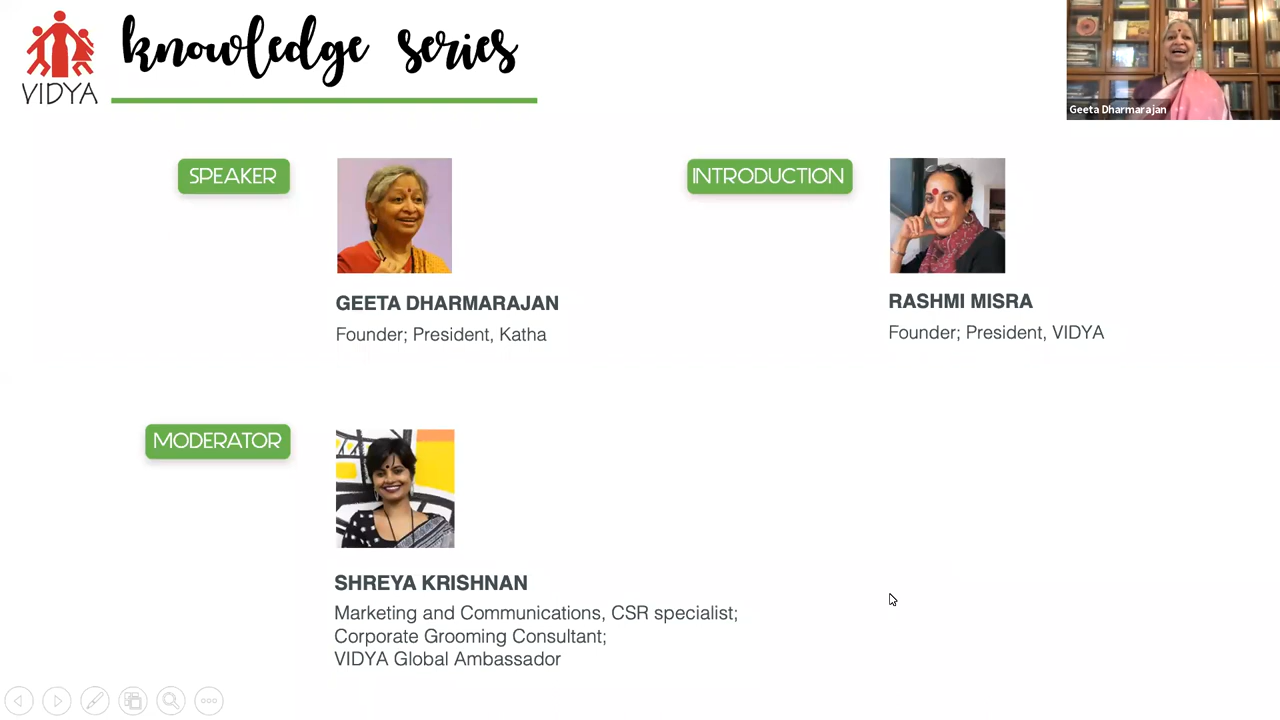 VIDYA
knowledge series
Geeta Dharmarajan
SPEAKER
GEETA DHARMARAJAN
Founder; President, Katha
INTRODUCTION
RASHMI MISRA
Founder; President, VIDYA
MODERATOR
SHREYA KRISHNAN
Marketing and Communications, CSR specialist;
Corporate Grooming Consultant;
VIDYA Global Ambassador